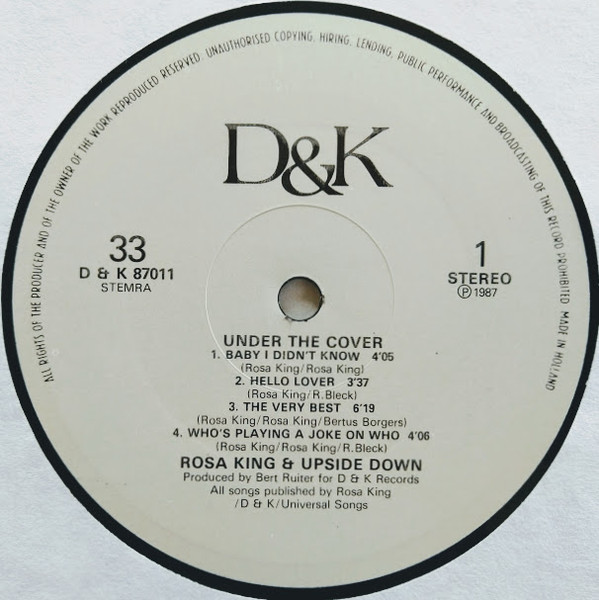 ALL RIGHTS OF THE PRODUCER AND OF THE OWNER OF THE WORK REPRODUCED RESERVED. UNAUTHORISED COPYING, HIRING, LENDING, PUBLIC PERFORMANCE AND BROADCASTING OF THIS RECORD PROHIBITED MADE IN HOLLAND
D&K
33
D & K 87011
STEMRA
1
STEREO
Ⓟ 1987
UNDER THE COVER
1. BABY I DIDN'T KNOW 4'05
(Rosa King/Rosa King)
2. HELLO LOVER 3'37
(Rosa King/R.Bleck)
3. THE VERY BEST 6'19
(Rosa King/Rosa King/Bertus Borgers)
4. WHO'S PLAYING A JOKE ON WHO 4'06
(Rosa King/Rosa King/R.Bleck)
ROSA KING & UPSIDE DOWN
Produced by Bert Ruiter for D & K Records
All songs published by Rosa King
/D & K/Universal Songs